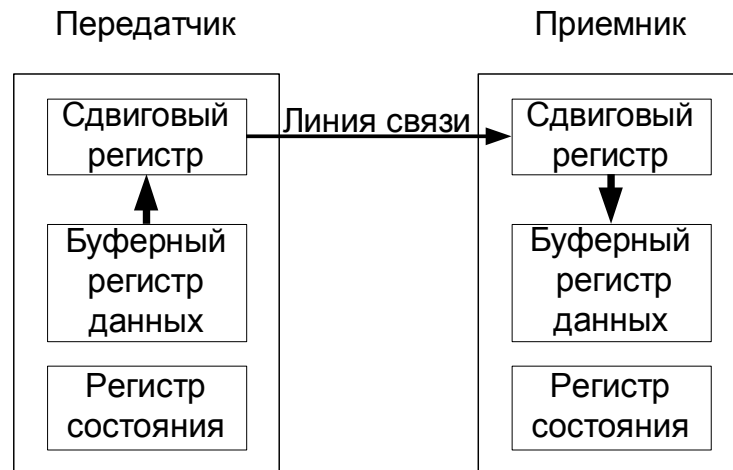 Передатчик
Приемник
Сдвиговый
регистр
Линия связи
Сдвиговый
регистр
Буферный
регистр
данных
Буферный
регистр
данных
Регистр
состояния
Регистр
состояния